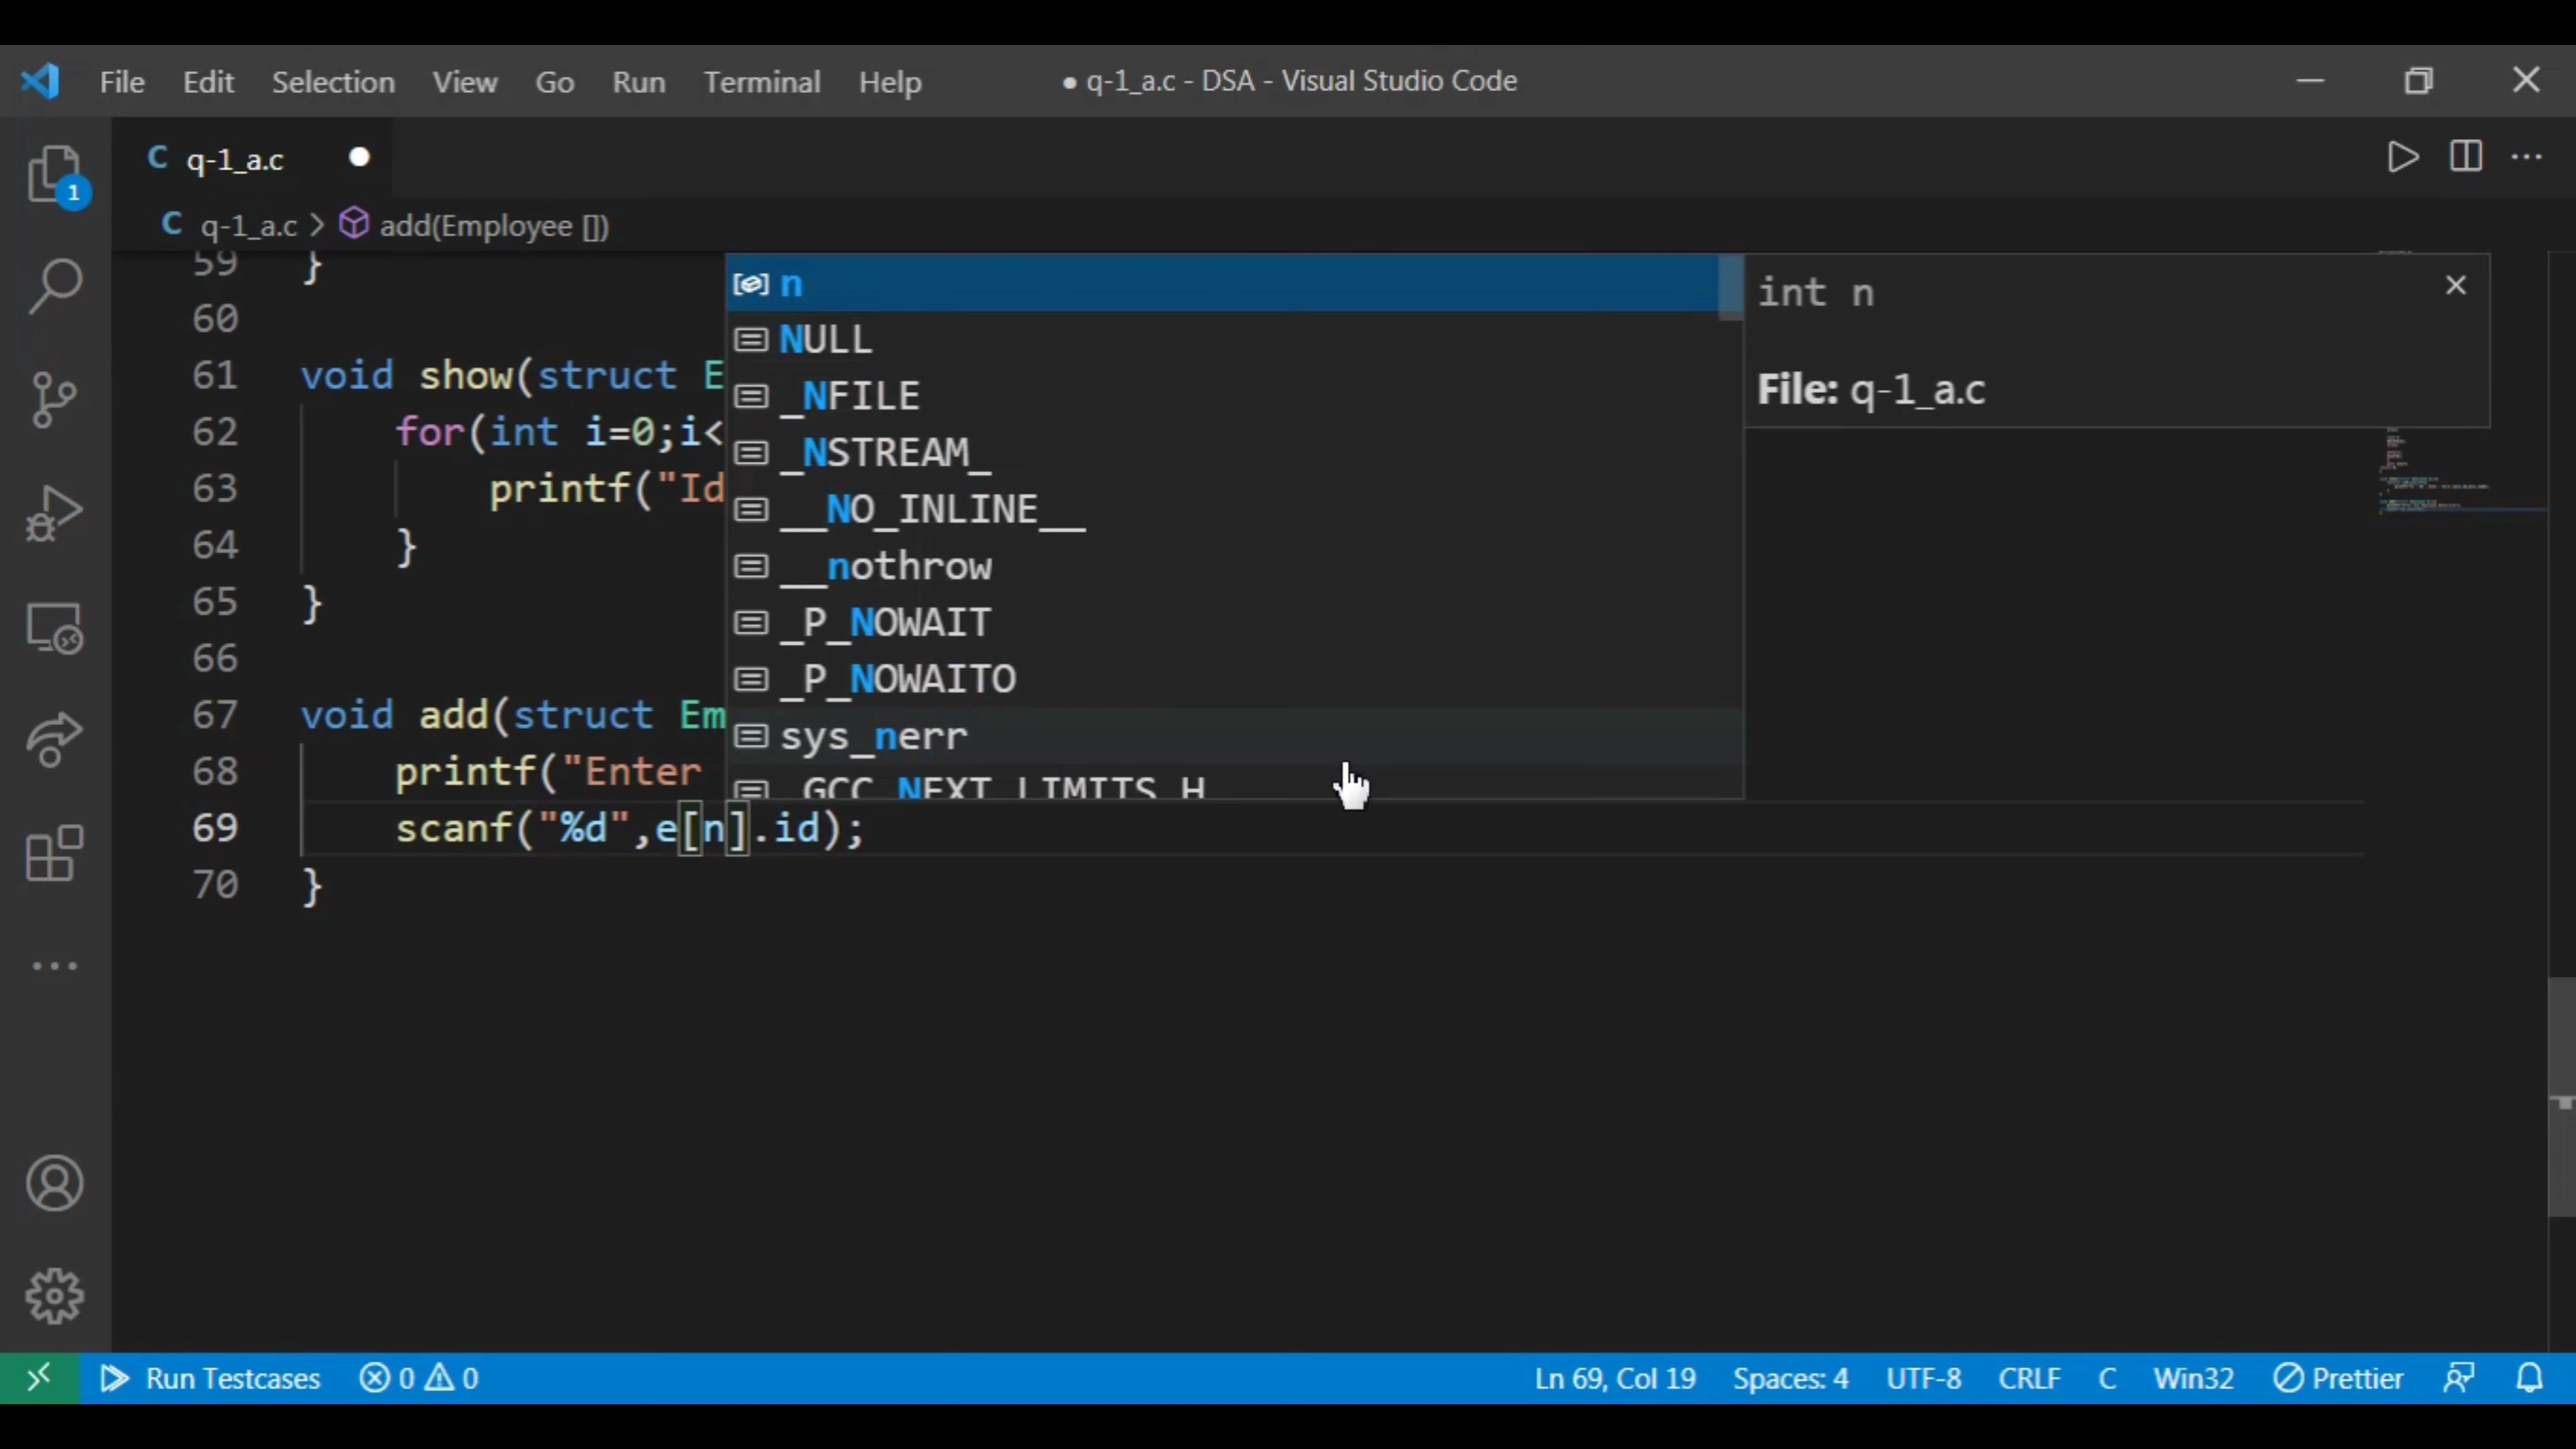 File Edit Selection View Go Run Terminal Help ● q-1_a.c - DSA - Visual Studio Code
C q-1_a.c
C q-1_a.c > add(Employee [])
59 }
60
61 void show(struct E
62 for(int i=0;i<
63 printf("Id
64 }
65 }
66
67 void add(struct Em
68 printf("Enter
69 scanf("%d",e[n].id);
70 }
n
NULL
_NFILE
_NSTREAM_
__NO_INLINE__
__nothrow
_P_NOWAIT
_P_NOWAITO
sys_nerr
_GCC_NEXT_LIMITS_H
int n
File: q-1_a.c
1
Run Testcases 0 0 Ln 69, Col 19 Spaces: 4 UTF-8 CRLF C Win32 Prettier